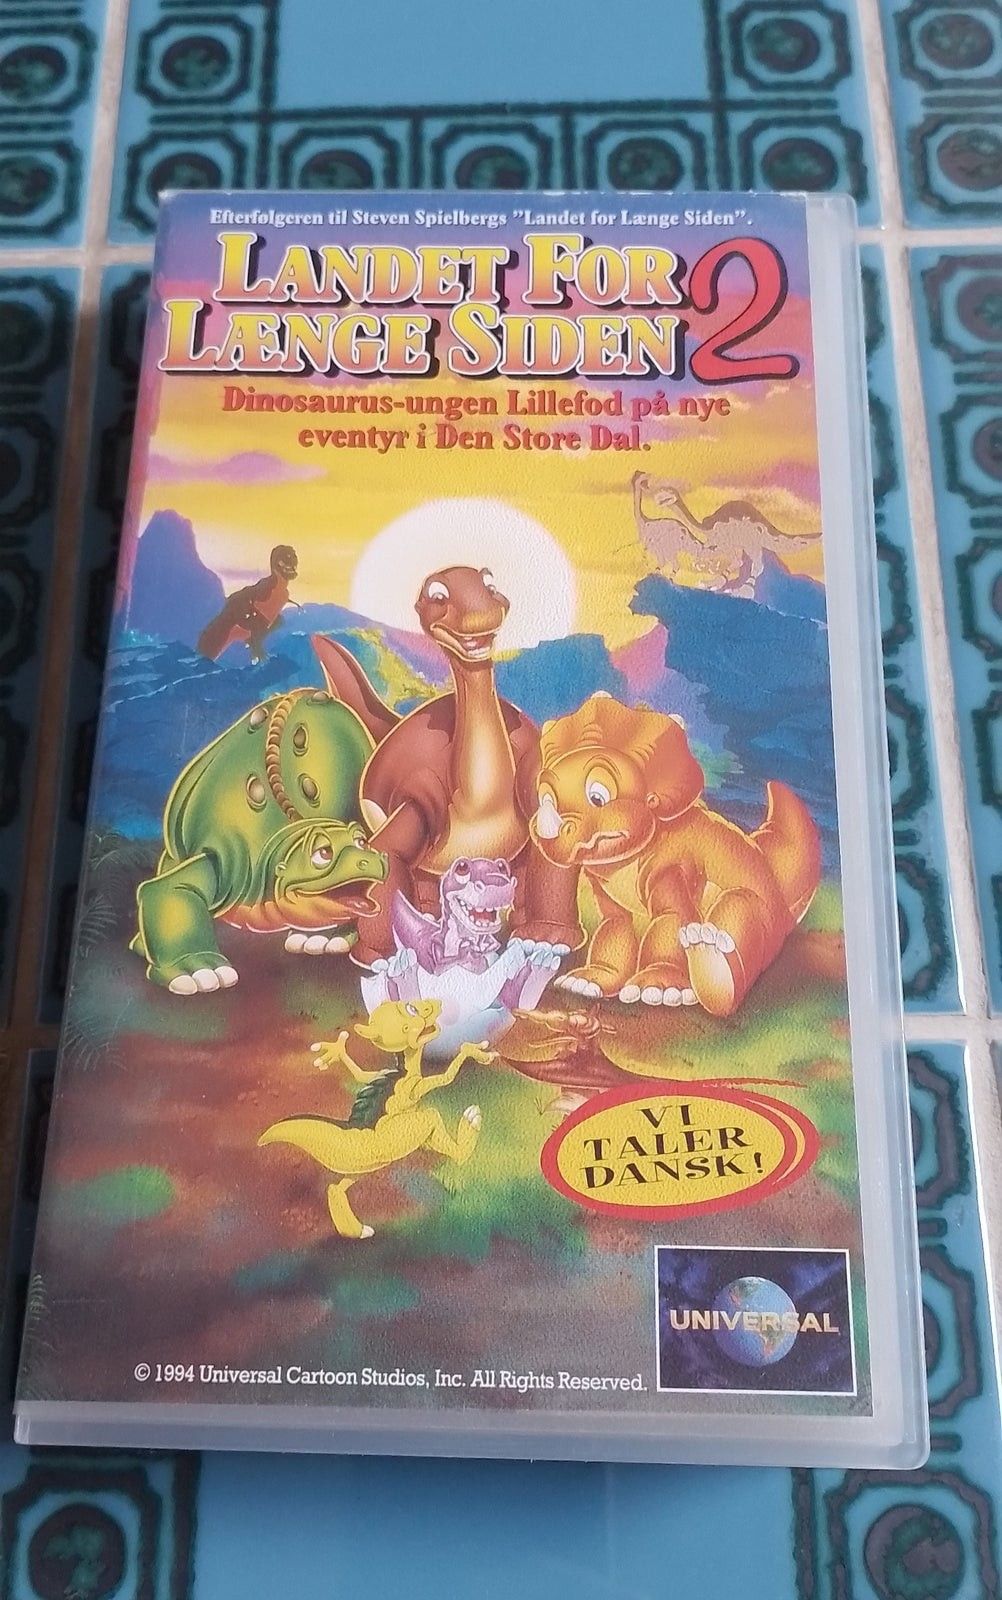 Efterfølgeren til Steven Spielbergs "Landet for Længe Siden".
LANDET FOR
LÆNGE SIDEN 2
Dinosaurus-ungen Lillefod på nye
eventyr i Den Store Dal.
VI
TALER
DANSK!
UNIVERSAL
© 1994 Universal Cartoon Studios, Inc. All Rights Reserved.